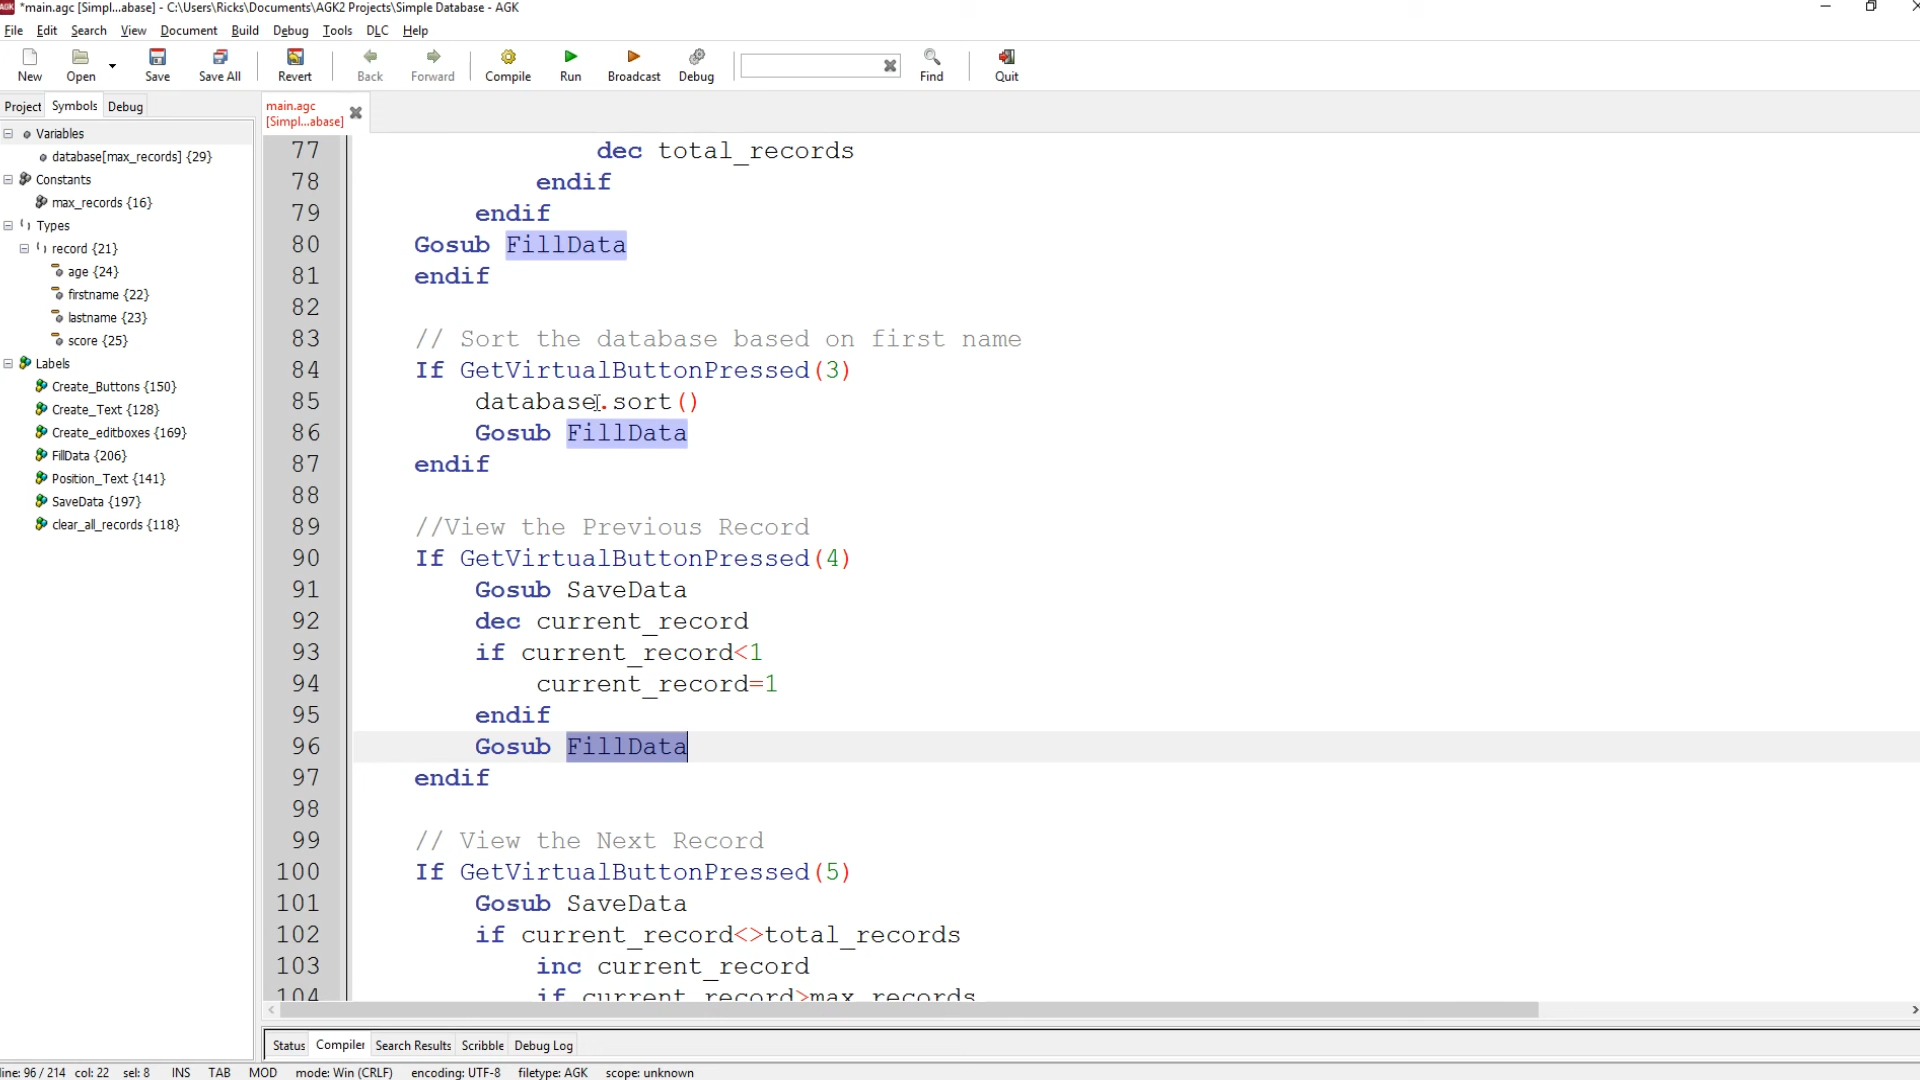 *main.agc [Simpl...abase] - C:\Users\Ricks\Documents\AGK2 Projects\Simple Database - AGK
File Edit Search View Document Build Debug Tools DLC Help
New Open Save Save All Revert Back Forward Compile Run Broadcast Debug Find Quit
Project Symbols Debug
main.agc
[Simpl...abase]
Variables
database[max_records] {29}
Constants
max_records {16}
Types
record {21}
age {24}
firstname {22}
lastname {23}
score {25}
Labels
Create_Buttons {150}
Create_Text {128}
Create_editboxes {169}
FillData {206}
Position_Text {141}
SaveData {197}
clear_all_records {118}
77 dec total_records
78 endif
79 endif
80 Gosub FillData
81 endif
82
83 // Sort the database based on first name
84 If GetVirtualButtonPressed(3)
85 database.sort()
86 Gosub FillData
87 endif
88
89 //View the Previous Record
90 If GetVirtualButtonPressed(4)
91 Gosub SaveData
92 dec current_record
93 if current_record<1
94 current_record=1
95 endif
96 Gosub FillData
97 endif
98
99 // View the Next Record
100 If GetVirtualButtonPressed(5)
101 Gosub SaveData
102 if current_record<>total_records
103 inc current_record
104 if current_record>max_records
Status Compiler Search Results Scribble Debug Log
line: 96 / 214 col: 22 sel: 8 INS TAB MOD mode: Win (CRLF) encoding: UTF-8 filetype: AGK scope: unknown